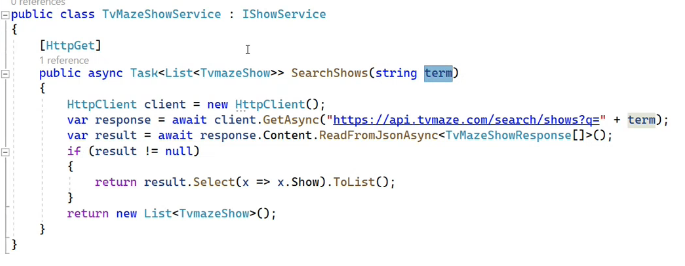 0 references
public class TvMazeShowService : IShowService
{
[HttpGet]
1 reference
public async Task<List<TvmazeShow>> SearchShows(string term)
{
HttpClient client = new HttpClient();
var response = await client.GetAsync("https://api.tvmaze.com/search/shows?q=" + term);
var result = await response.Content.ReadFromJsonAsync<TvMazeShowResponse[]>();
if (result != null)
{
return result.Select(x => x.Show).ToList();
}
return new List<TvmazeShow>();
}
}